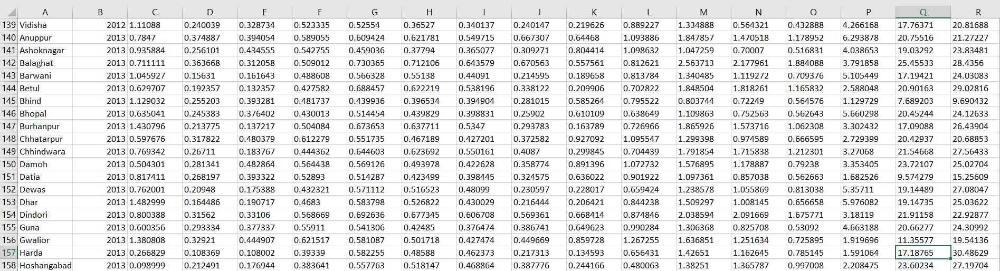 A B C D E F G H I J K L M N O P Q R
139 Vidisha 2012 1.11088 0.240039 0.328734 0.523335 0.52554 0.36527 0.340137 0.240147 0.219626 0.889227 1.334888 0.564321 0.432888 4.266168 17.76371 20.81688
140 Anuppur 2013 0.7847 0.374887 0.394054 0.589055 0.609424 0.621781 0.549715 0.667307 0.64468 1.093886 1.847857 1.470518 1.178952 6.293878 20.75516 21.27227
141 Ashoknagar 2013 0.935884 0.256101 0.434555 0.542755 0.459036 0.37794 0.365077 0.309271 0.804414 1.098632 1.047259 0.70007 0.516831 4.038653 19.03292 23.83481
142 Balaghat 2013 0.711111 0.363668 0.312058 0.509012 0.730365 0.712106 0.643579 0.670563 0.557561 0.812621 2.563713 2.177961 1.884088 3.791858 25.45533 28.4356
143 Barwani 2013 1.045927 0.15631 0.161643 0.488608 0.566328 0.55138 0.44091 0.214595 0.189658 0.813784 1.340485 1.119272 0.709376 5.105449 17.19421 24.03083
144 Betul 2013 0.629707 0.192357 0.132357 0.427582 0.688457 0.622219 0.538196 0.338122 0.209906 0.702822 1.848504 1.818261 1.165832 2.588048 20.90163 29.02816
145 Bhind 2013 1.129032 0.255203 0.393281 0.481737 0.439936 0.396534 0.394904 0.281015 0.585264 0.795522 0.803744 0.72249 0.564576 1.129729 7.689203 9.690432
146 Bhopal 2013 0.635041 0.245383 0.376402 0.430013 0.514454 0.439829 0.398831 0.25902 0.610109 0.638649 1.109863 0.752563 0.562643 5.660298 20.45244 24.12633
147 Burhanpur 2013 1.430796 0.213775 0.137217 0.504084 0.673653 0.637711 0.5347 0.293783 0.163789 0.726966 1.865926 1.573716 1.062308 3.302432 17.09088 26.43904
148 Chhatarpur 2013 0.597676 0.317822 0.480379 0.612279 0.551735 0.467189 0.427201 0.372582 0.927092 1.095547 1.299398 0.974589 0.666595 2.729399 20.42937 20.68853
149 Chhindwara 2013 0.769342 0.26711 0.183767 0.444362 0.644603 0.623692 0.550161 0.4087 0.299845 0.704439 1.791854 1.715838 1.212301 3.27068 21.54668 27.56433
150 Damoh 2013 0.504301 0.281341 0.482864 0.564438 0.569126 0.493978 0.422628 0.358774 0.891396 1.072732 1.576895 1.178887 0.79238 3.353405 23.72107 25.02704
151 Datia 2013 0.817411 0.268197 0.393322 0.52893 0.514287 0.423499 0.398445 0.324575 0.636022 0.901922 1.097361 0.857038 0.562663 1.682526 9.574279 15.25609
152 Dewas 2013 0.762001 0.20948 0.175388 0.432321 0.571112 0.516523 0.48099 0.230597 0.228017 0.659424 1.238578 1.055869 0.813038 5.35711 19.14489 27.08047
153 Dhar 2013 1.482999 0.164486 0.190717 0.4683 0.583798 0.526822 0.430029 0.216444 0.206421 0.844238 1.509297 1.008145 0.656658 5.976082 19.14735 25.03622
154 Dindori 2013 0.800388 0.31562 0.33106 0.568669 0.692636 0.677345 0.606708 0.569361 0.668414 0.874846 2.038594 2.091669 1.675771 3.18119 21.91158 22.92877
155 Guna 2013 0.600356 0.293334 0.377337 0.55911 0.541306 0.42485 0.376474 0.386741 0.649623 0.990284 1.306368 0.825708 0.53092 4.663188 20.66277 24.30992
156 Gwalior 2013 1.380808 0.32921 0.444907 0.621517 0.581087 0.501718 0.427474 0.449669 0.859728 1.267255 1.636851 1.251634 0.725895 1.919696 11.35577 19.54136
157 Harda 2013 0.266829 0.108369 0.108002 0.39339 0.582255 0.48588 0.462373 0.217313 0.134593 0.656431 1.42651 1.162645 0.785145 1.591064 17.18765 30.48629
158 Hoshangabad 2013 0.098999 0.212491 0.176944 0.383641 0.557763 0.518147 0.468864 0.387776 0.244166 0.480063 1.38251 1.365787 0.997008 2.208475 23.60234 27.19704